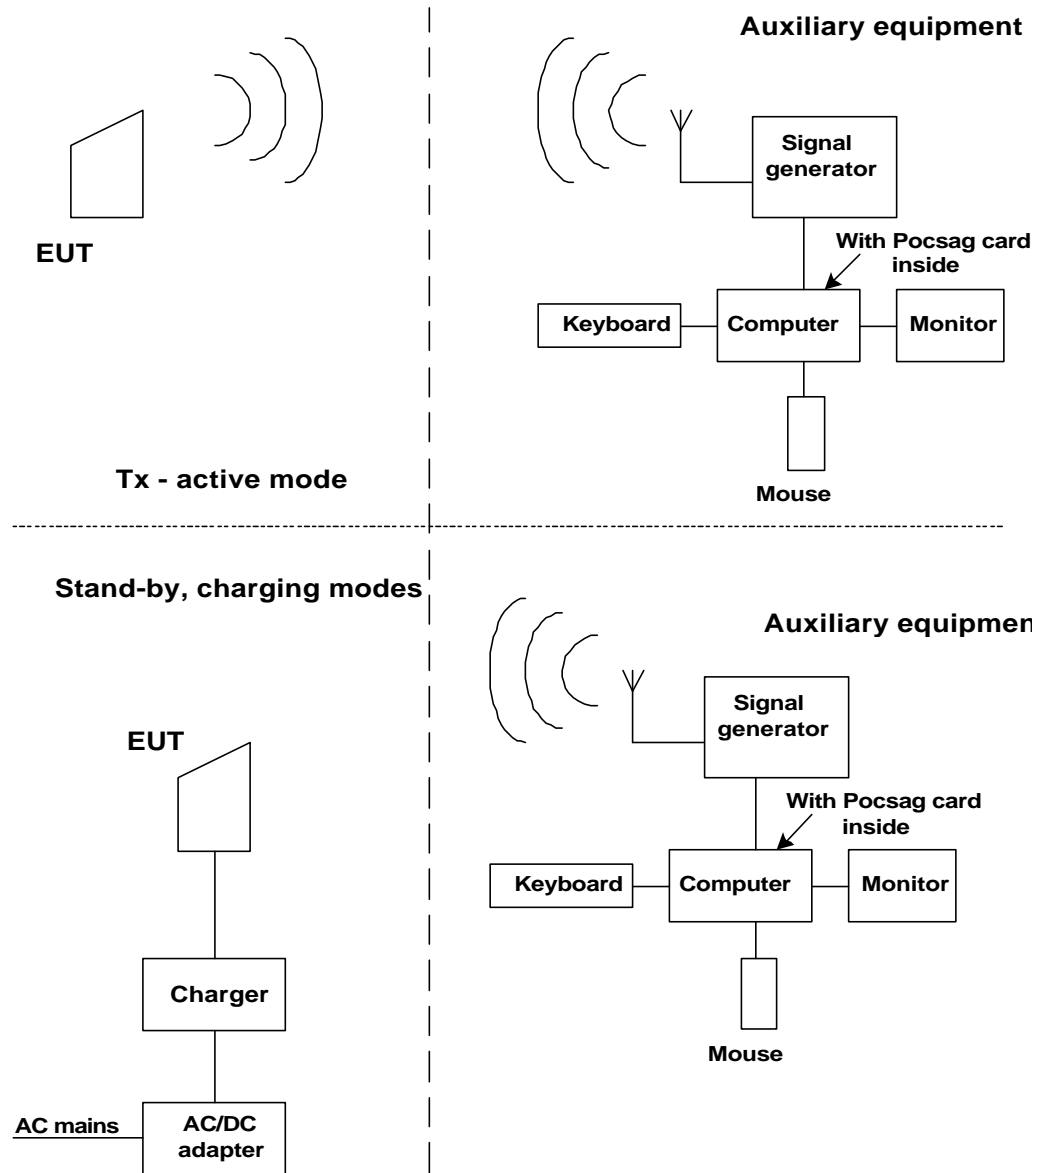 Auxiliary equipment
Signal
generator
EUT
With Pocsag card
inside
Keyboard
Computer
Monitor
Tx - active mode
Mouse
Stand-by, charging modes
Auxiliary equipmen
Signal
generator
EUT
With Pocsag card
inside
Keyboard
Computer
Monitor
Charger
Mouse
AC mains
AC/DC
adapter